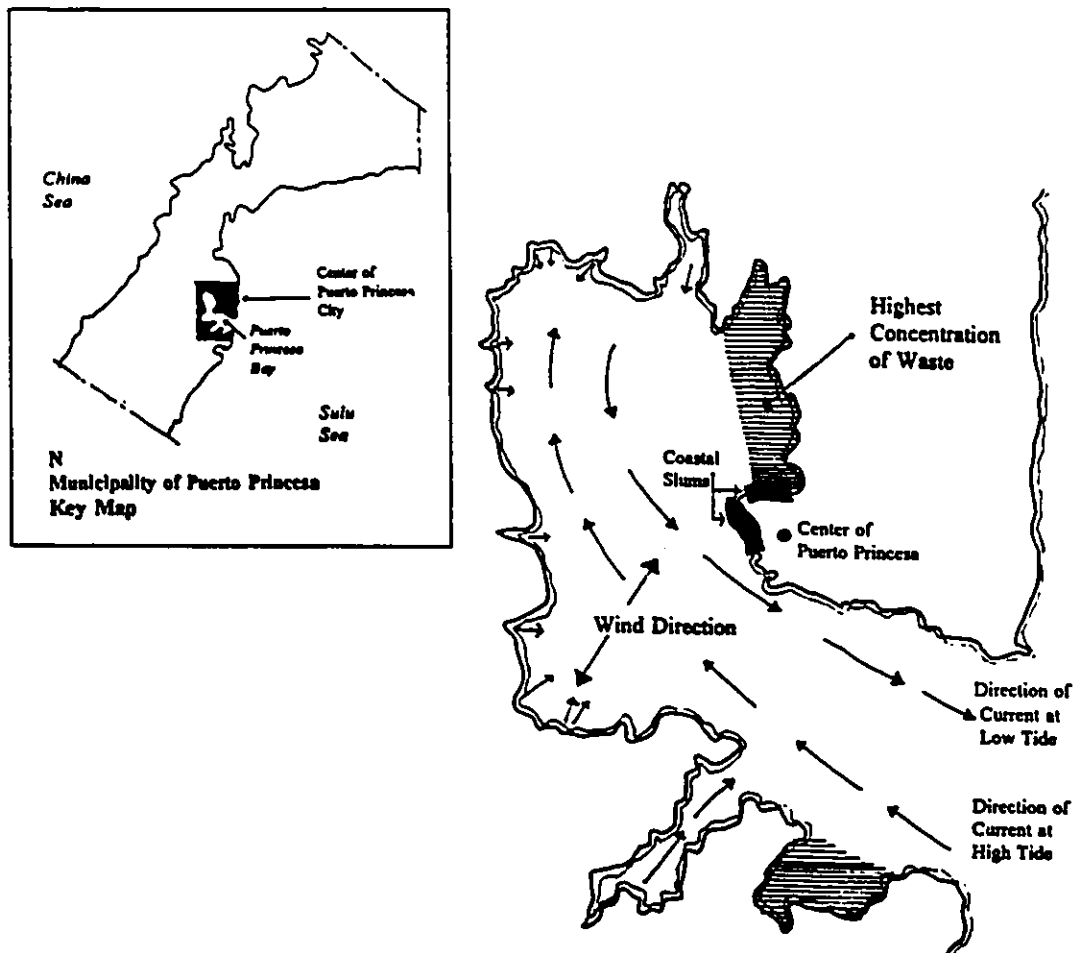 China
Sea
Center of
Puerto Princesa
City
Puerto
Princesa
Bay
Sulu
Sea
N
Municipality of Puerto Princesa
Key Map
Highest
Concentration
of Waste
Coastal
Slums
Center of
Puerto Princesa
Wind Direction
Direction of
Current at
Low Tide
Direction of
Current at
High Tide